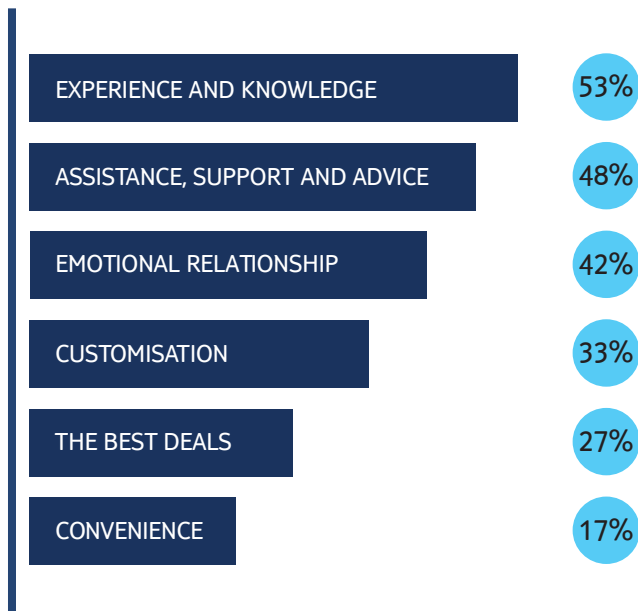 EXPERIENCE AND KNOWLEDGE 53%
ASSISTANCE, SUPPORT AND ADVICE 48%
EMOTIONAL RELATIONSHIP 42%
CUSTOMISATION 33%
THE BEST DEALS 27%
CONVENIENCE 17%